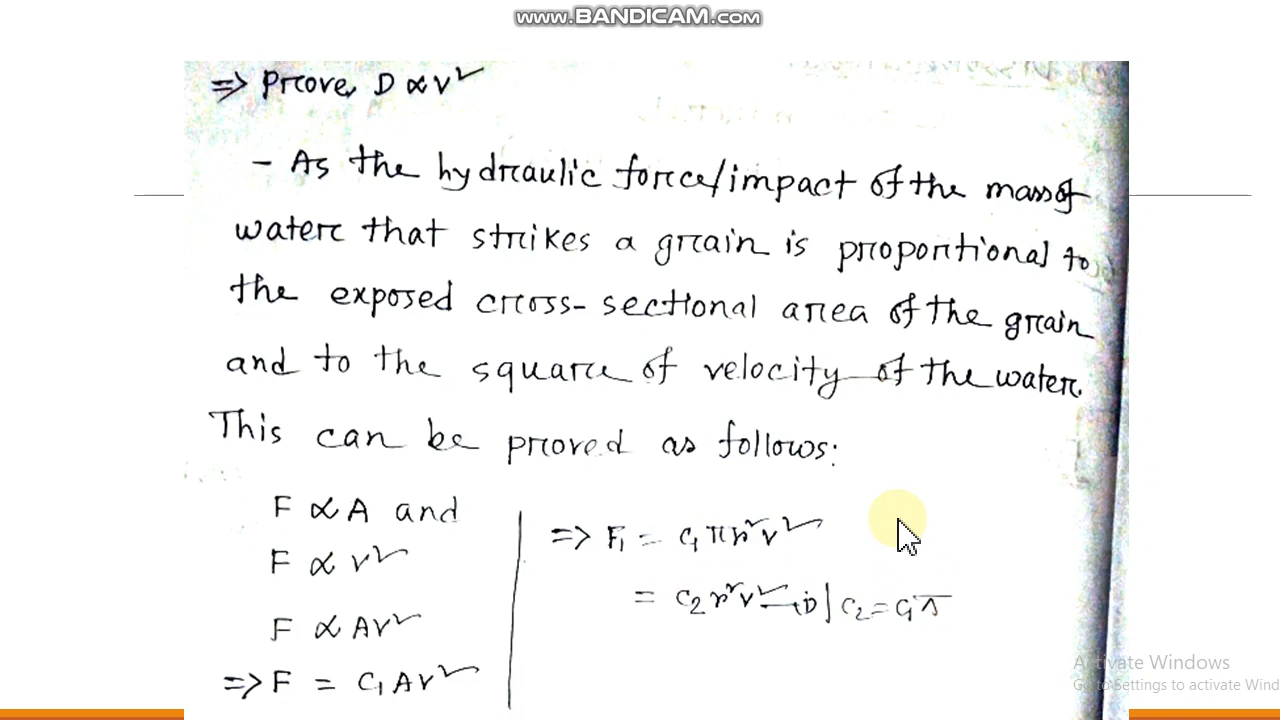 www.BANDICAM.com
=> Prove, D ∝ v²
- As the hydraulic force/impact of the mass of
water that strikes a grain is proportional to
the exposed cross-sectional area of the grain
and to the square of velocity of the water.
This can be proved as follows:
F ∝ A and
F ∝ v²
F ∝ Av²
=> F = C₁Av²
=> F₁ = C₁πr²v²
= C₂r²v² —(i) | C₂ = C₁π
Activate Windows
Go to Settings to activate Wind